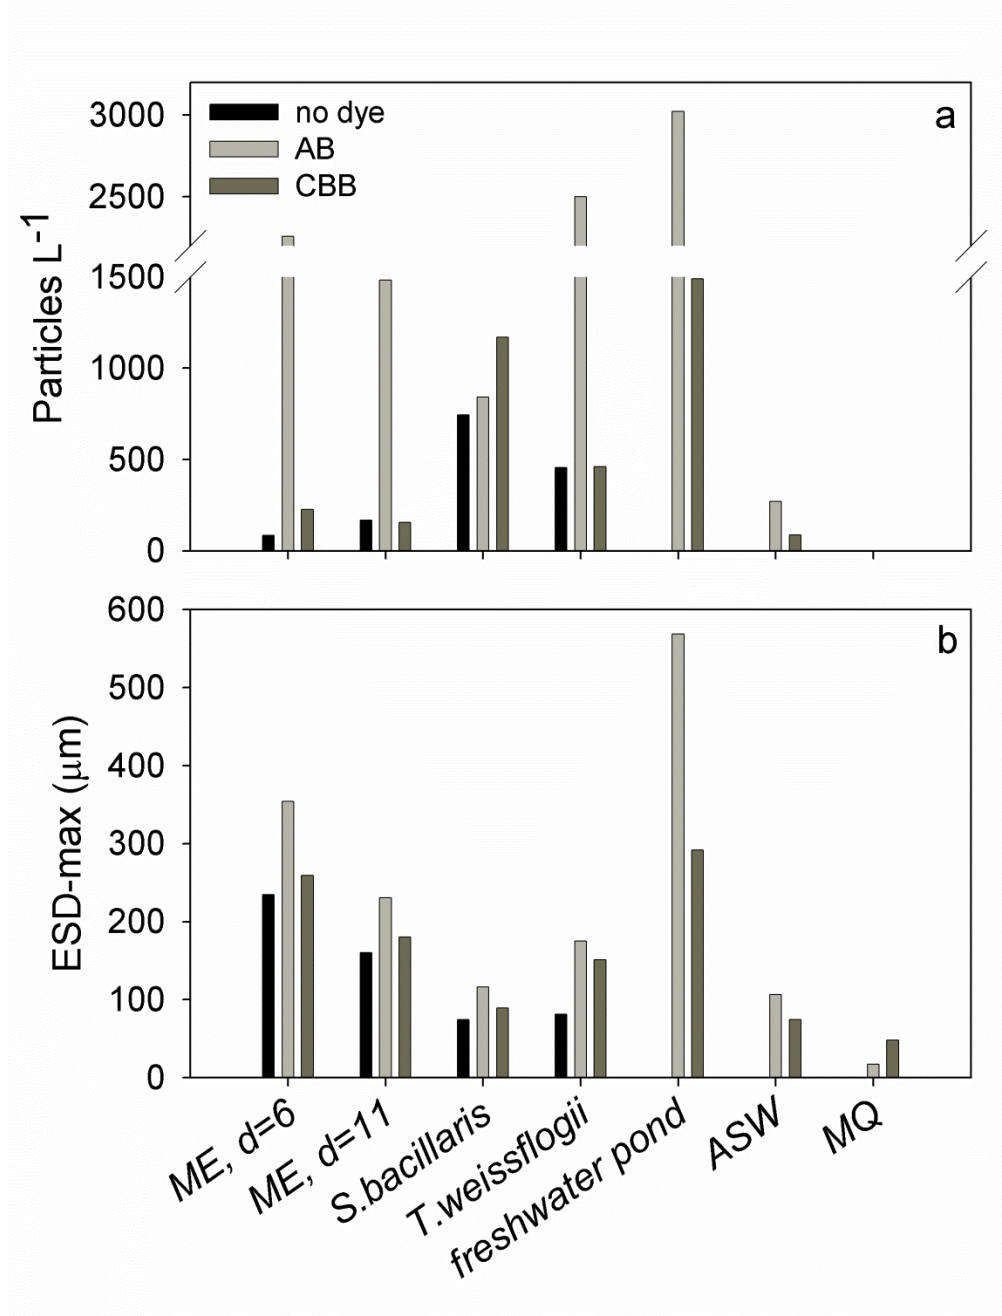 a
no dye
AB
CBB
Particles L-1
3000
2500
1500
1000
500
0
b
ESD-max (μm)
600
500
400
300
200
100
0
ME, d=6
ME, d=11
S.bacillaris
T.weissflogii
freshwater pond
ASW
MQ